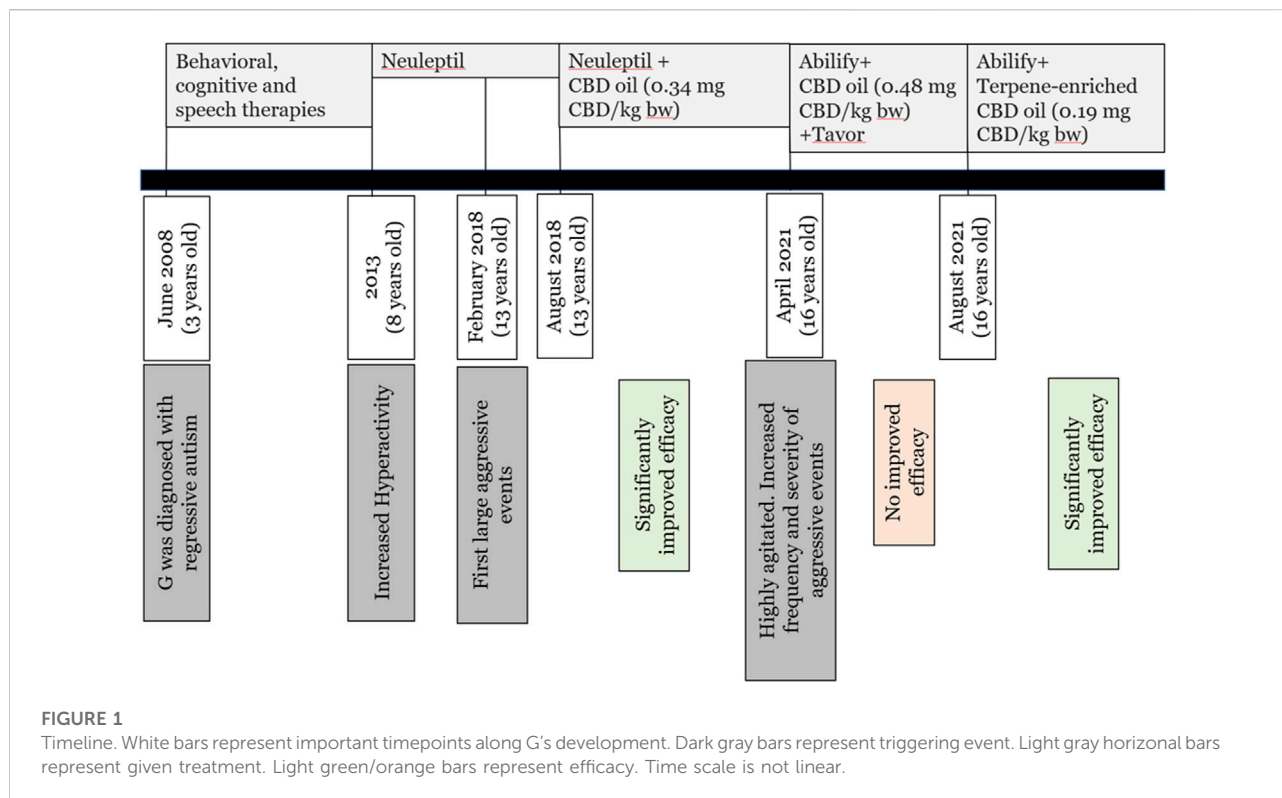 Behavioral,
cognitive and
speech therapies
Neuleptil
Neuleptil +
CBD oil (0.34 mg
CBD/kg bw)
Abilify+
CBD oil (0.48 mg
CBD/kg bw)
+Tavor
Abilify+
Terpene-enriched
CBD oil (0.19 mg
CBD/kg bw)
June 2008
(3 years old)
2013
(8 years old)
February 2018
(13 years old)
August 2018
(13 years old)
April 2021
(16 years old)
August 2021
(16 years old)
G was diagnosed with
regressive autism
Increased Hyperactivity
First large aggressive
events
Significantly
improved efficacy
Highly agitated. Increased
frequency and severity of
aggressive events
No improved
efficacy
Significantly
improved efficacy
FIGURE 1
Timeline. White bars represent important timepoints along G's development. Dark gray bars represent triggering event. Light gray horizonal bars
represent given treatment. Light green/orange bars represent efficacy. Time scale is not linear.